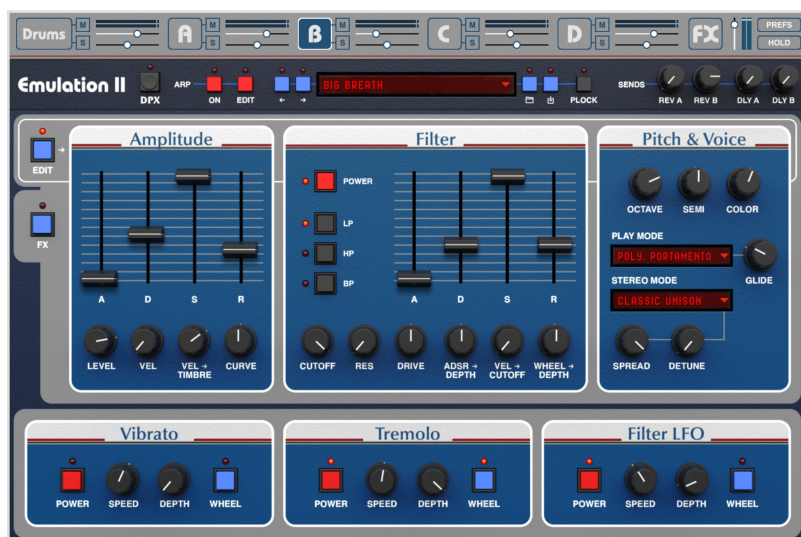 Drums M S A M S B M S C M S D M S FX PREFS
HOLD
Emulation II DPX ARP ON EDIT ← → BIG BREATH PLOCK SENDS REV A REV B DLY A DLY B
EDIT →
FX
Amplitude
A D S R
LEVEL VEL VEL → TIMBRE CURVE
Filter
POWER
LP
HP
BP
A D S R
CUTOFF RES DRIVE ADSR → DEPTH VEL → CUTOFF WHEEL → DEPTH
Pitch & Voice
OCTAVE SEMI COLOR
PLAY MODE
POLY. PORTAMENTO
GLIDE
STEREO MODE
CLASSIC UNISON
SPREAD DETUNE
Vibrato
POWER SPEED DEPTH WHEEL
Tremolo
POWER SPEED DEPTH WHEEL
Filter LFO
POWER SPEED DEPTH WHEEL